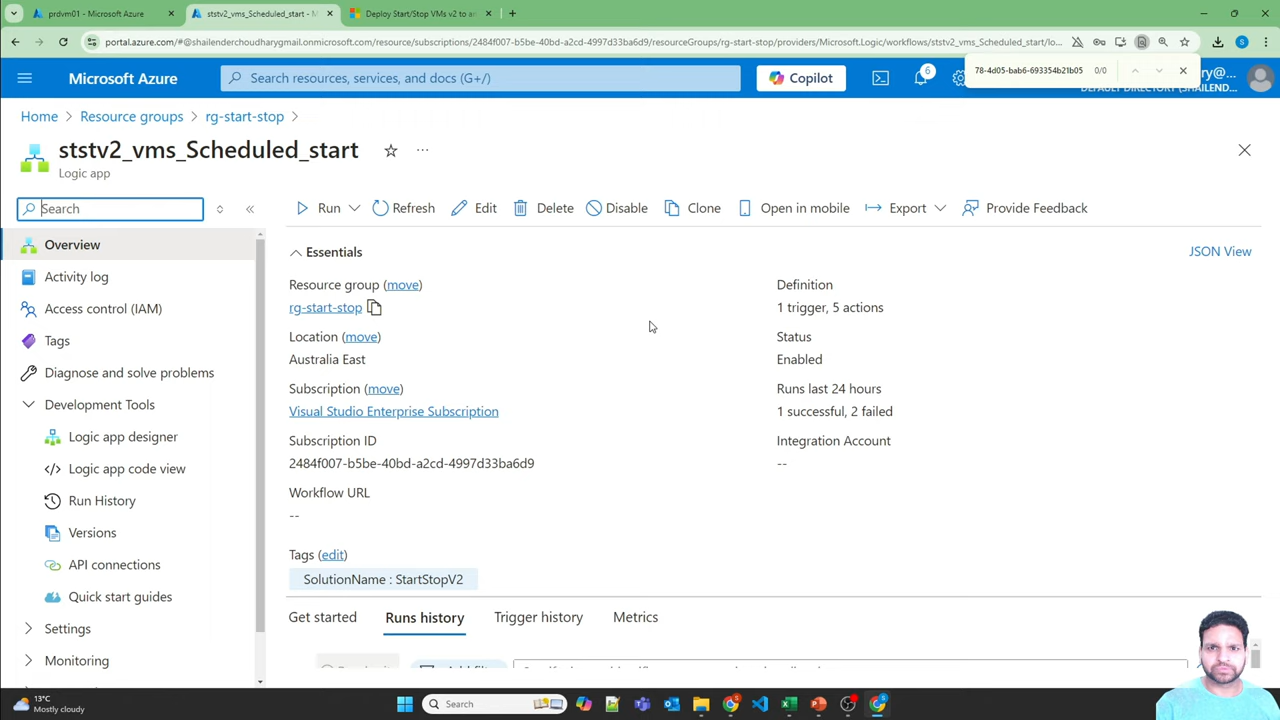 prdvm01 - Microsoft Azure
ststv2_vms_Scheduled_start - M
Deploy Start/Stop VMs v2 to a
portal.azure.com/#@shailenderchoudharygmail.onmicrosoft.com/resource/subscriptions/2484f007-b5be-40bd-a2cd-4997d33ba6d9/resourceGroups/rg-start-stop/providers/Microsoft.Logic/workflows/ststv2_vms_Scheduled_start/lo...
S
78-4d05-bab6-693354b21b05 0/0
Microsoft Azure
Search resources, services, and docs (G+/)
Copilot
6
ry@...
DEFAULT DIRECTORY (SHAILEND...
Home > Resource groups > rg-start-stop >
ststv2_vms_Scheduled_start
Logic app
Search
Run
Refresh
Edit
Delete
Disable
Clone
Open in mobile
Export
Provide Feedback
Overview
Activity log
Access control (IAM)
Tags
Diagnose and solve problems
Development Tools
Logic app designer
Logic app code view
Run History
Versions
API connections
Quick start guides
Settings
Monitoring
Essentials
JSON View
Resource group (move)
rg-start-stop
Location (move)
Australia East
Subscription (move)
Visual Studio Enterprise Subscription
Subscription ID
2484f007-b5be-40bd-a2cd-4997d33ba6d9
Workflow URL
--
Definition
1 trigger, 5 actions
Status
Enabled
Runs last 24 hours
1 successful, 2 failed
Integration Account
--
Tags (edit)
SolutionName : StartStopV2
Get started
Runs history
Trigger history
Metrics
13°C
Mostly cloudy
Search